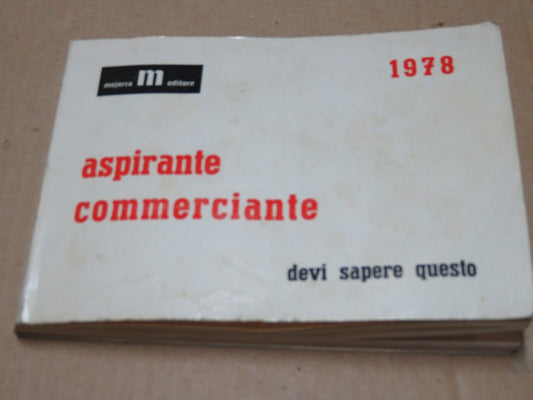 majorca m editore
1978
aspirante
commerciante
devi sapere questo